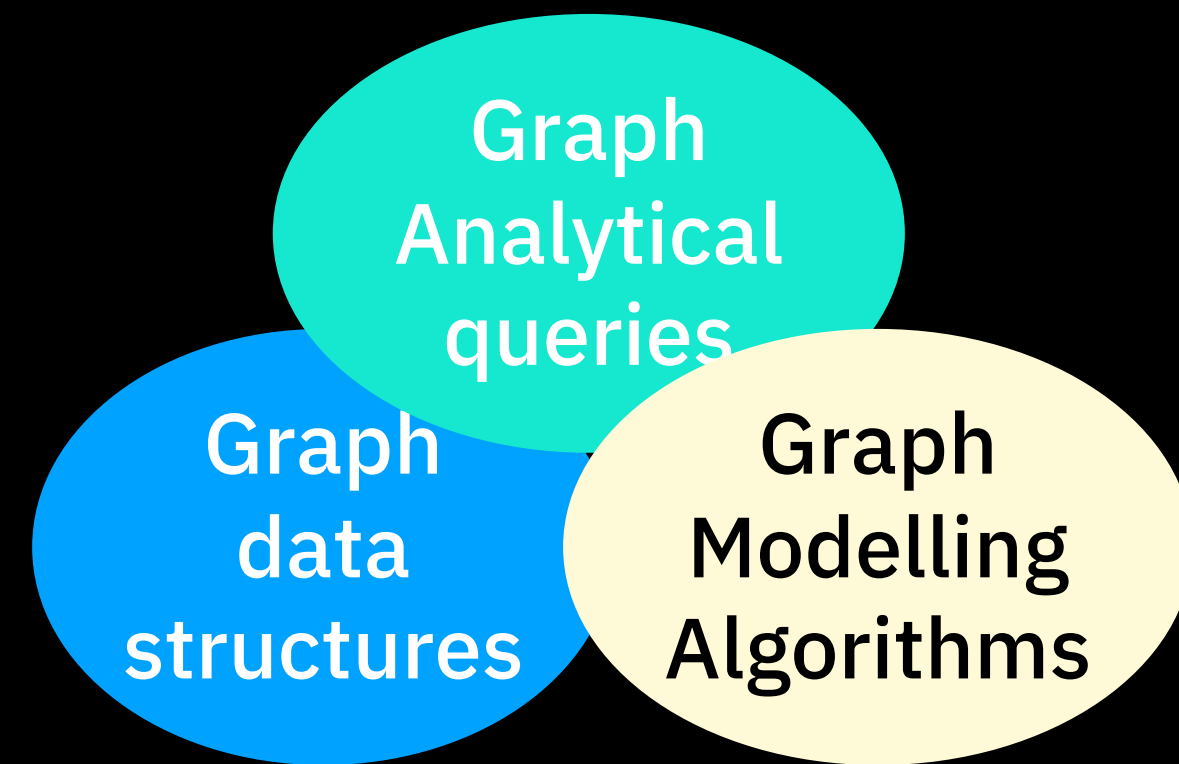 Graph
Analytical
queries
Graph
data
structures
Graph
Modelling
Algorithms